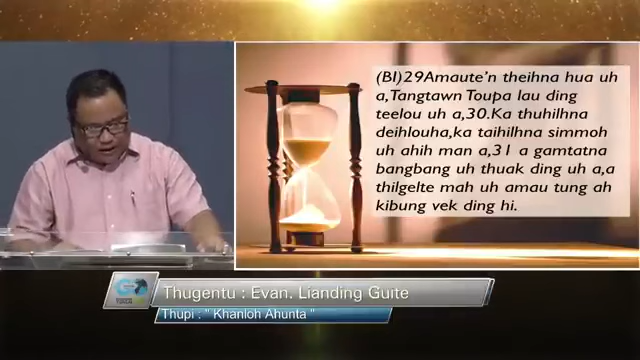 (BI)29Amaute'n theihna hua uh
a,Tangtawn Toupa lau ding
teelou uh a,30.Ka thuhilhna
deihlouha,ka taihilhna simmoh
uh ahih man a,31 a gamtatna
bangbang uh thuak ding uh a,a
thilgelte mah uh amau tung ah
kibung vek ding hi.
Thugentu : Evan. Lianding Guite
Thupi : " Khanloh Ahunta "